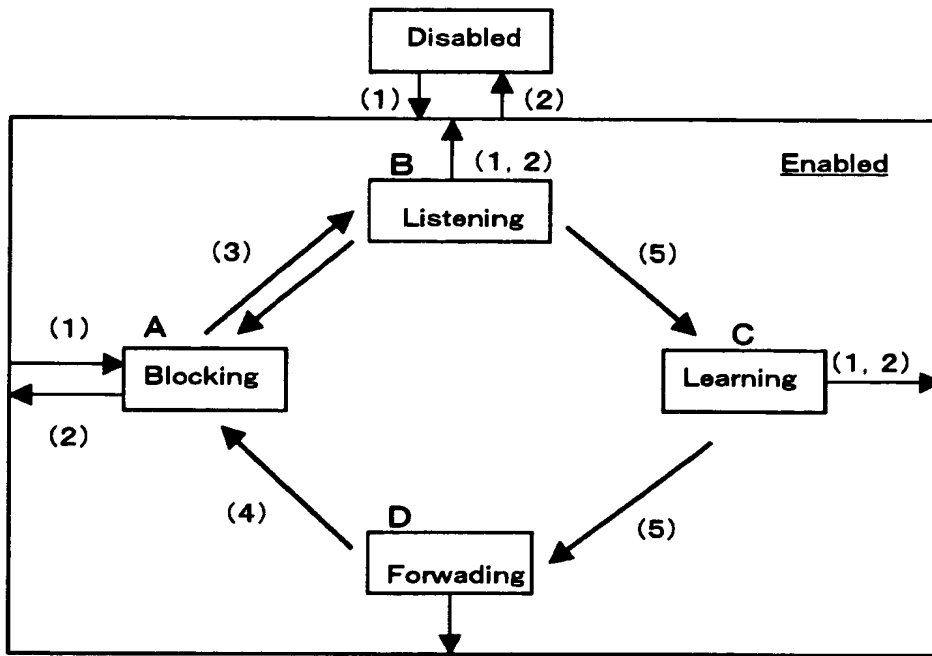 Disabled
(1)
(2)
B
(1, 2)
Enabled
Listening
(3)
(5)
(1)
A
C
Blocking
Learning
(1, 2)
(2)
(4)
D
(5)
Forwading